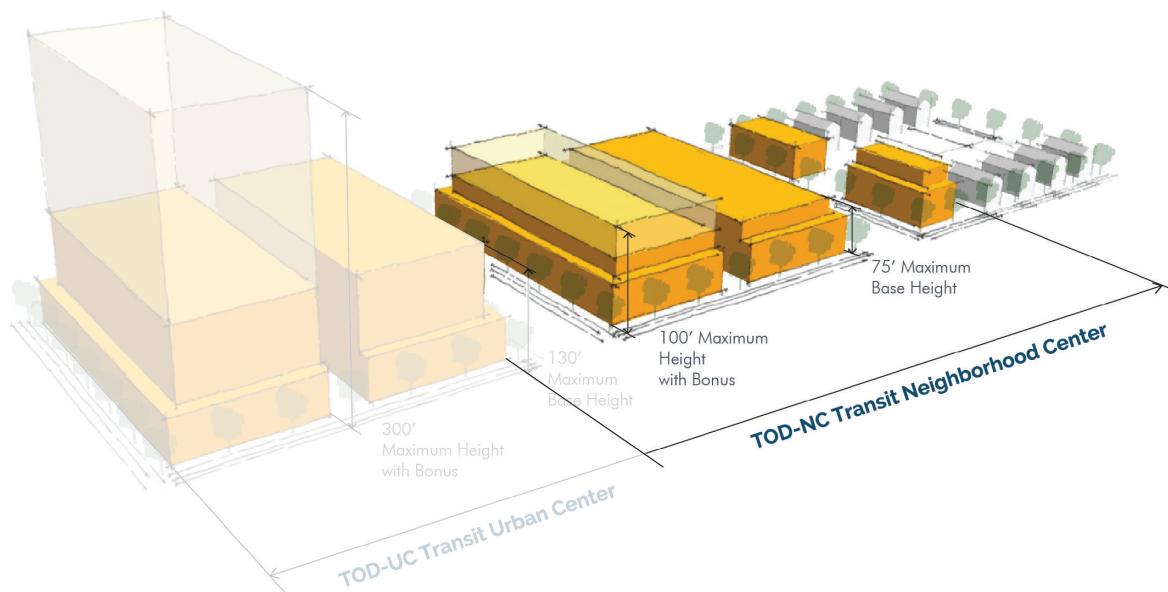 75’ Maximum
Base Height
100’ Maximum
Height
with Bonus
130’
Maximum
Base Height
300’
Maximum Height
with Bonus
TOD-NC Transit Neighborhood Center
TOD-UC Transit Urban Center